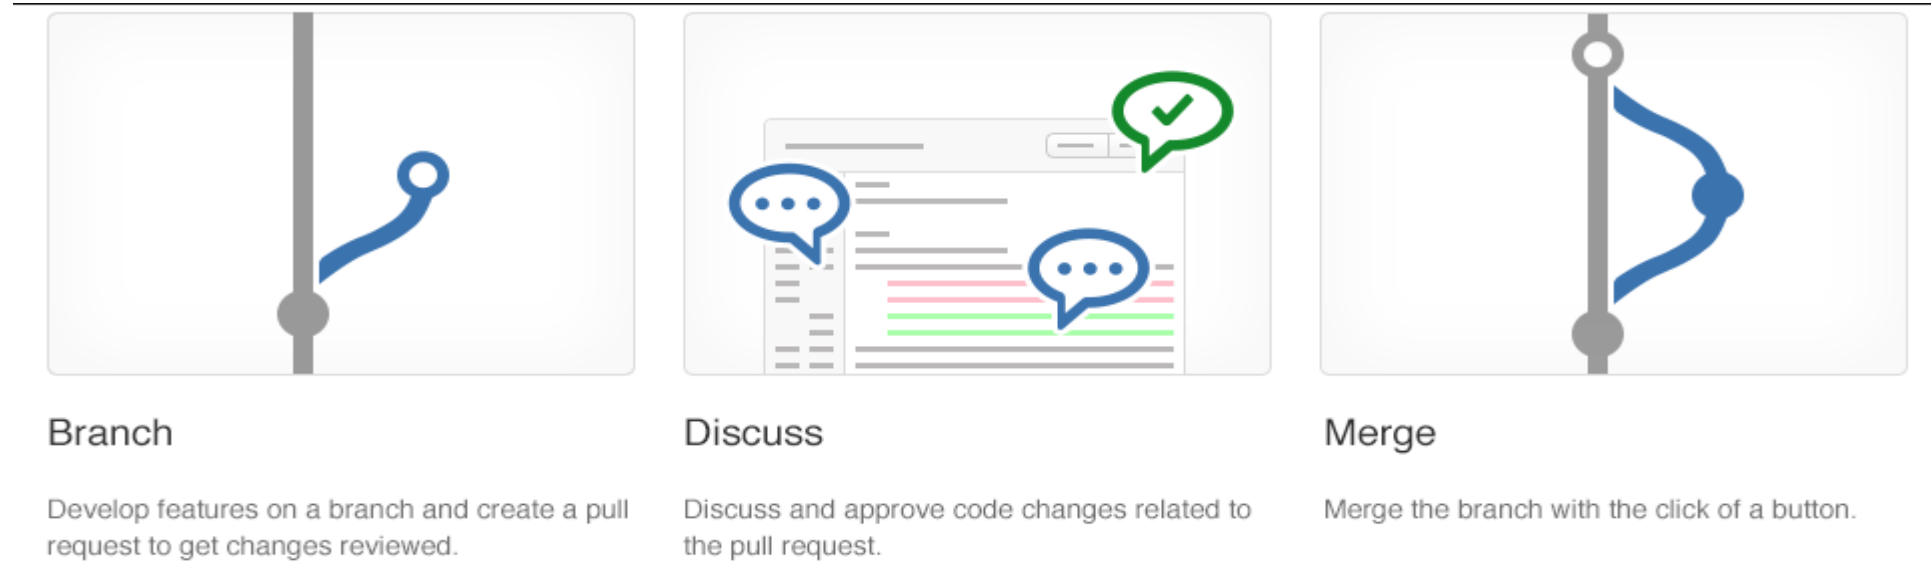 Branch
Develop features on a branch and create a pull
request to get changes reviewed.
Discuss
Discuss and approve code changes related to
the pull request.
Merge
Merge the branch with the click of a button.